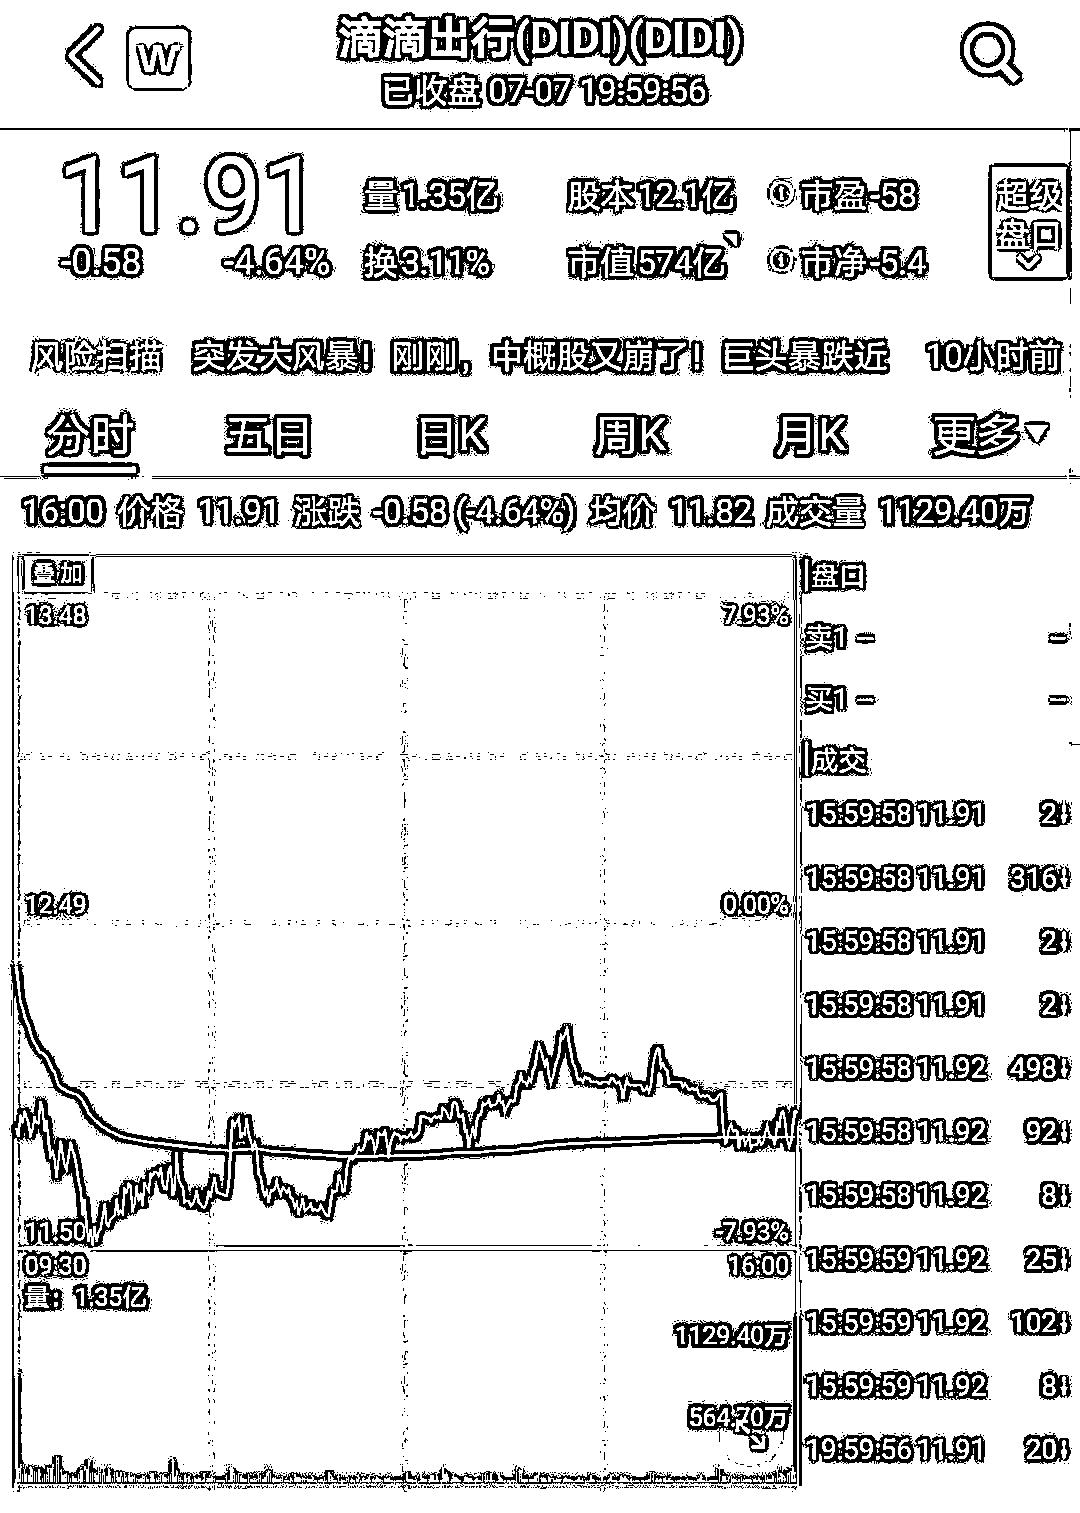 W 滴滴出行(DIDI)(DIDI)
已收盘 07-07 19:59:56
11.91
-0.58 -4.64%
量1.35亿 股本12.1亿 市盈-58
换3.11% 市值574亿 市净-5.4
超级
盘口
风险扫描 突发大风暴！刚刚，中概股又崩了！巨头暴跌近 10小时前
分时 五日 日K 周K 月K 更多
16:00 价格 11.91 涨跌 -0.58(-4.64%) 均价 11.82 成交量 1129.40万
叠加
13.48 7.93%
12.49 0.00%
11.50 -7.93%
09:30 16:00
量：1.35亿
1129.40万
564.70万
盘口
卖1 – –
买1 – –
成交
15:59:58 11.91 2
15:59:58 11.91 316
15:59:58 11.91 2
15:59:58 11.91 2
15:59:58 11.92 498
15:59:58 11.92 92
15:59:58 11.92 8
15:59:59 11.92 25
15:59:59 11.92 102
15:59:59 11.92 8
19:59:56 11.91 20